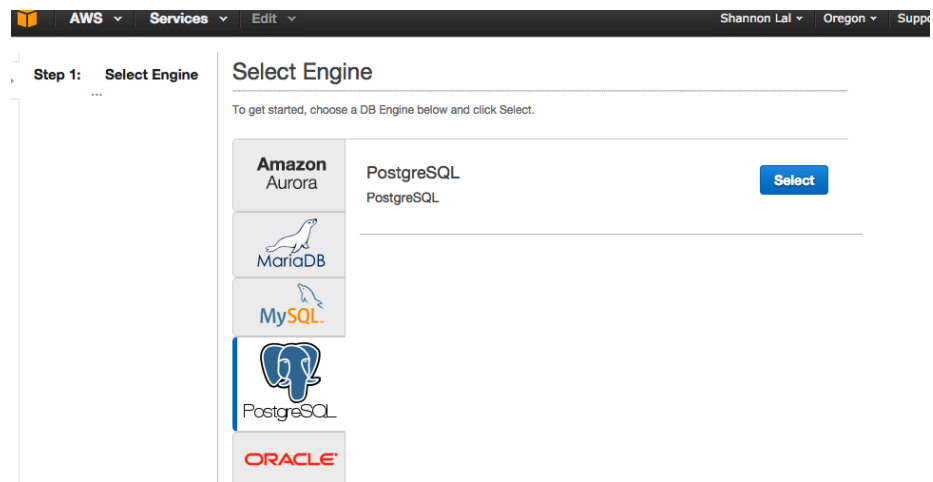 AWS Services Edit Shannon Lal Oregon
Step 1: Select Engine
...
Select Engine
To get started, choose a DB Engine below and click Select.
Amazon
Aurora
PostgreSQL
PostgreSQL
Select
MariaDB
MySQL
PostgreSQL
ORACLE